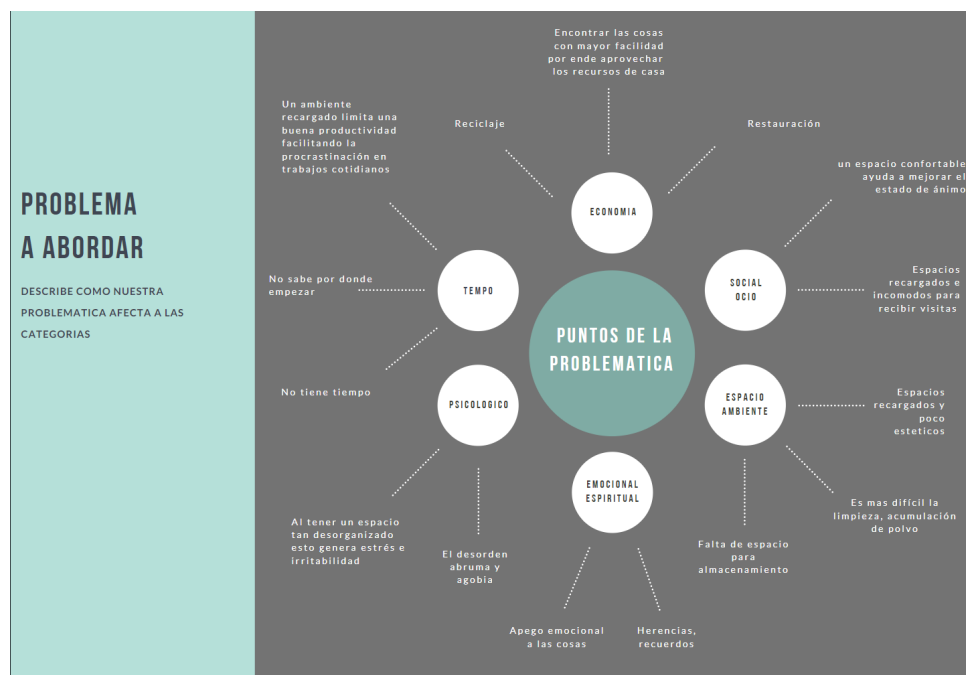 PROBLEMA
A ABORDAR
DESCRIBE COMO NUESTRA
PROBLEMATICA AFECTA A LAS
CATEGORIAS
Encontrar las cosas
con mayor facilidad
por ende aprovechar
los recursos de casa
Un ambiente
recargado limita una
buena productividad
facilitando la
procrastinación en
trabajos cotidianos
Reciclaje
Restauración
un espacio confortable
ayuda a mejorar el
estado de ánimo
ECONOMIA
No sabe por donde
empezar
TEMPO
SOCIAL
OCIO
Espacios
recargados e
incomodos para
recibir visitas
PUNTOS DE LA
PROBLEMATICA
No tiene tiempo
PSICOLOGICO
ESPACIO
AMBIENTE
Espacios
recargados y
poco
esteticos
EMOCIONAL
ESPIRITUAL
Al tener un espacio
tan desorganizado
esto genera estrés e
irritabilidad
El desorden
abruma y
agobia
Falta de espacio
para
almacenamiento
Es mas difícil la
limpieza, acumulación
de polvo
Apego emocional
a las cosas
Herencias,
recuerdos